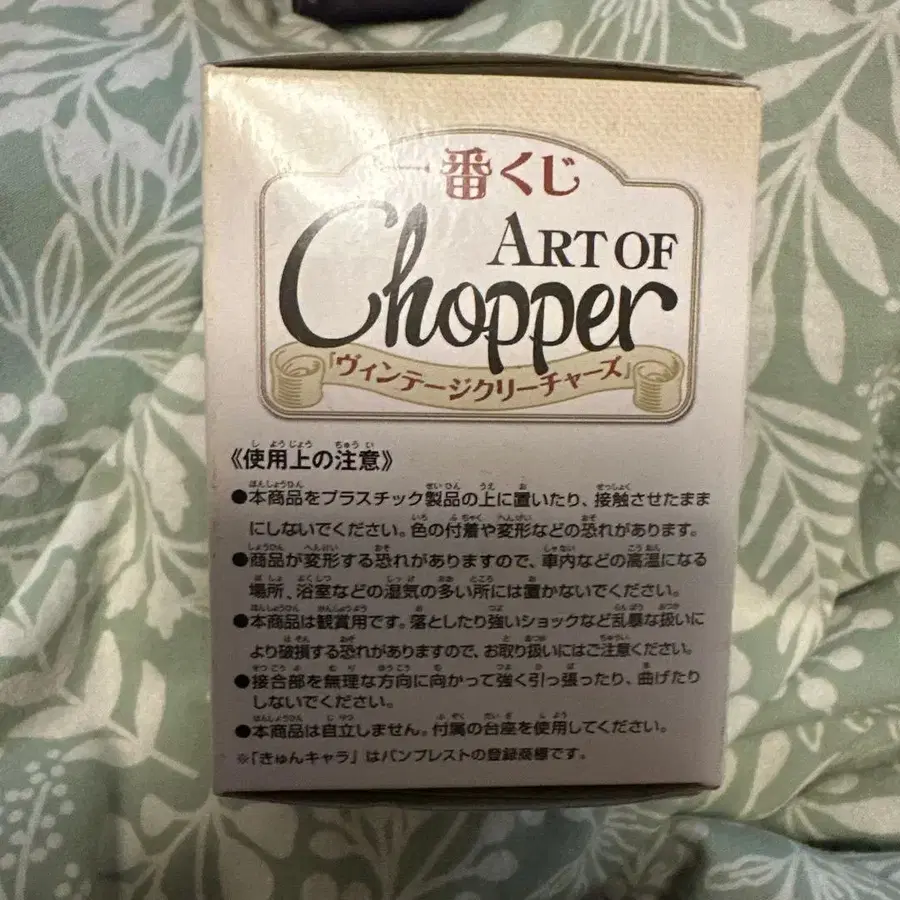 一番くじ
ART OF
Chopper
「ヴィンテージクリーチャーズ」
《使用上の注意》
●本商品をプラスチック製品の上に置いたり、接触させたまま
にしないでください。色の付着や変形などの恐れがあります。
●商品が変形する恐れがありますので、車内などの高温になる
場所、浴室などの湿気の多い所には置かないでください。
●本商品は観賞用です。落としたり強いショックなど乱暴な扱いに
より破損する恐れがありますので、お取り扱いにはご注意ください。
●接合部を無理な方向に向かって強く引っ張ったり、曲げたり
しないでください。
●本商品は自立しません。付属の台座を使用してください。
※「きゅんキャラ」はバンプレストの登録商標です。